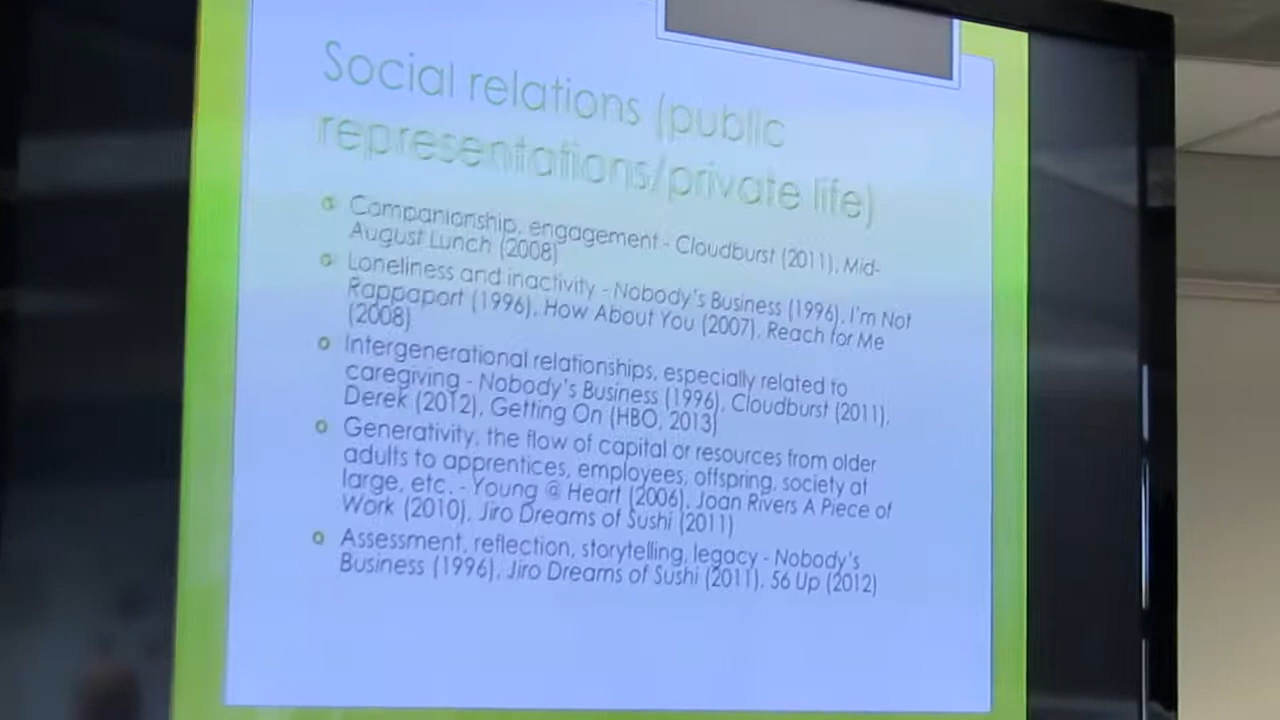 Social relations (public
representations/private life)
Companionship, engagement - Cloudburst (2011), Mid-
August Lunch (2008)
Loneliness and inactivity - Nobody's Business (1996), I'm Not
Rappaport (1996), How About You (2007), Reach for Me
(2008)
Intergenerational relationships, especially related to
caregiving - Nobody's Business (1996), Cloudburst (2011),
Derek (2012), Getting On (HBO, 2013)
Generativity, the flow of capital or resources from older
adults to apprentices, employees, offspring, society at
large, etc. - Young @ Heart (2006), Joan Rivers A Piece of
Work (2010), Jiro Dreams of Sushi (2011)
Assessment, reflection, storytelling, legacy - Nobody's
Business (1996), Jiro Dreams of Sushi (2011), 56 Up (2012)